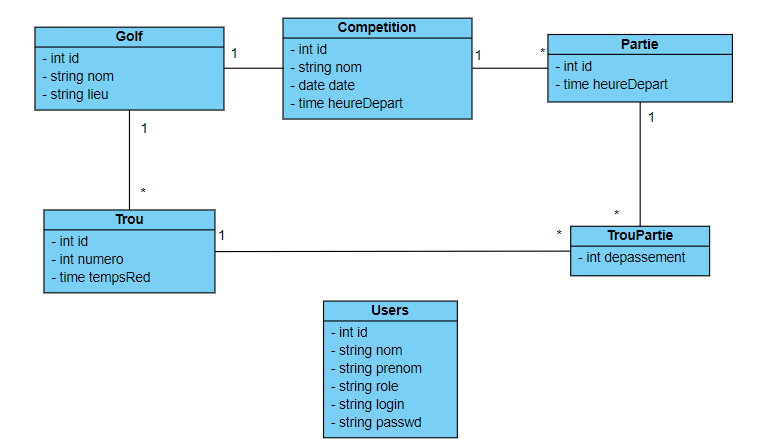 Golf
- int id
- string nom
- string lieu
1
Competition
- int id
- string nom
- date date
- time heureDepart
1
*
Partie
- int id
- time heureDepart
1
*
1
*
Trou
- int id
- int numero
- time tempsRed
1
*
TrouPartie
- int depassement
Users
- int id
- string nom
- string prenom
- string role
- string login
- string passwd